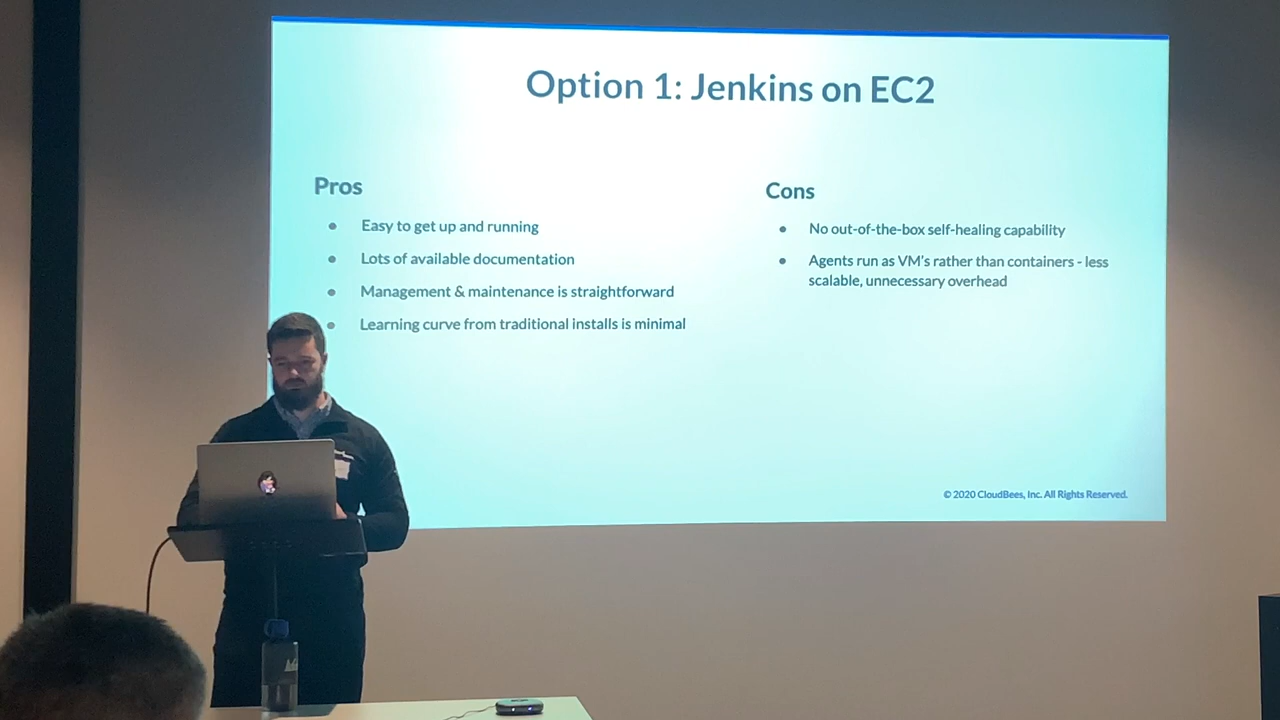 Option 1: Jenkins on EC2
Pros
Easy to get up and running
Lots of available documentation
Management & maintenance is straightforward
Learning curve from traditional installs is minimal
Cons
No out-of-the-box self-healing capability
Agents run as VM's rather than containers - less
scalable, unnecessary overhead
© 2020 CloudBees, Inc. All Rights Reserved.